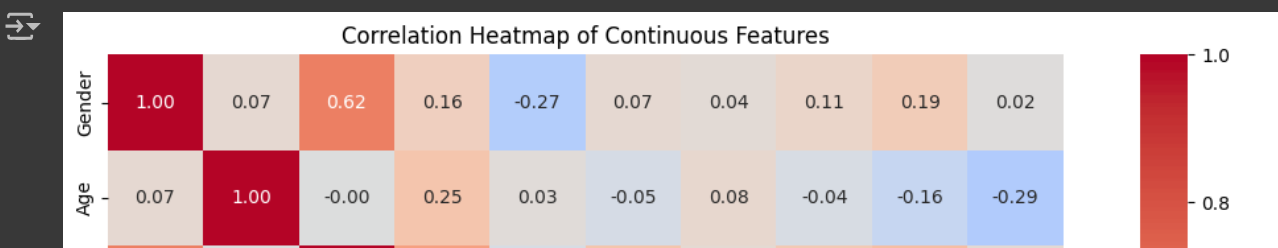 Correlation Heatmap of Continuous Features
Gender 1.00 0.07 0.62 0.16 -0.27 0.07 0.04 0.11 0.19 0.02
Age 0.07 1.00 -0.00 0.25 0.03 -0.05 0.08 -0.04 -0.16 -0.29
1.0
0.8